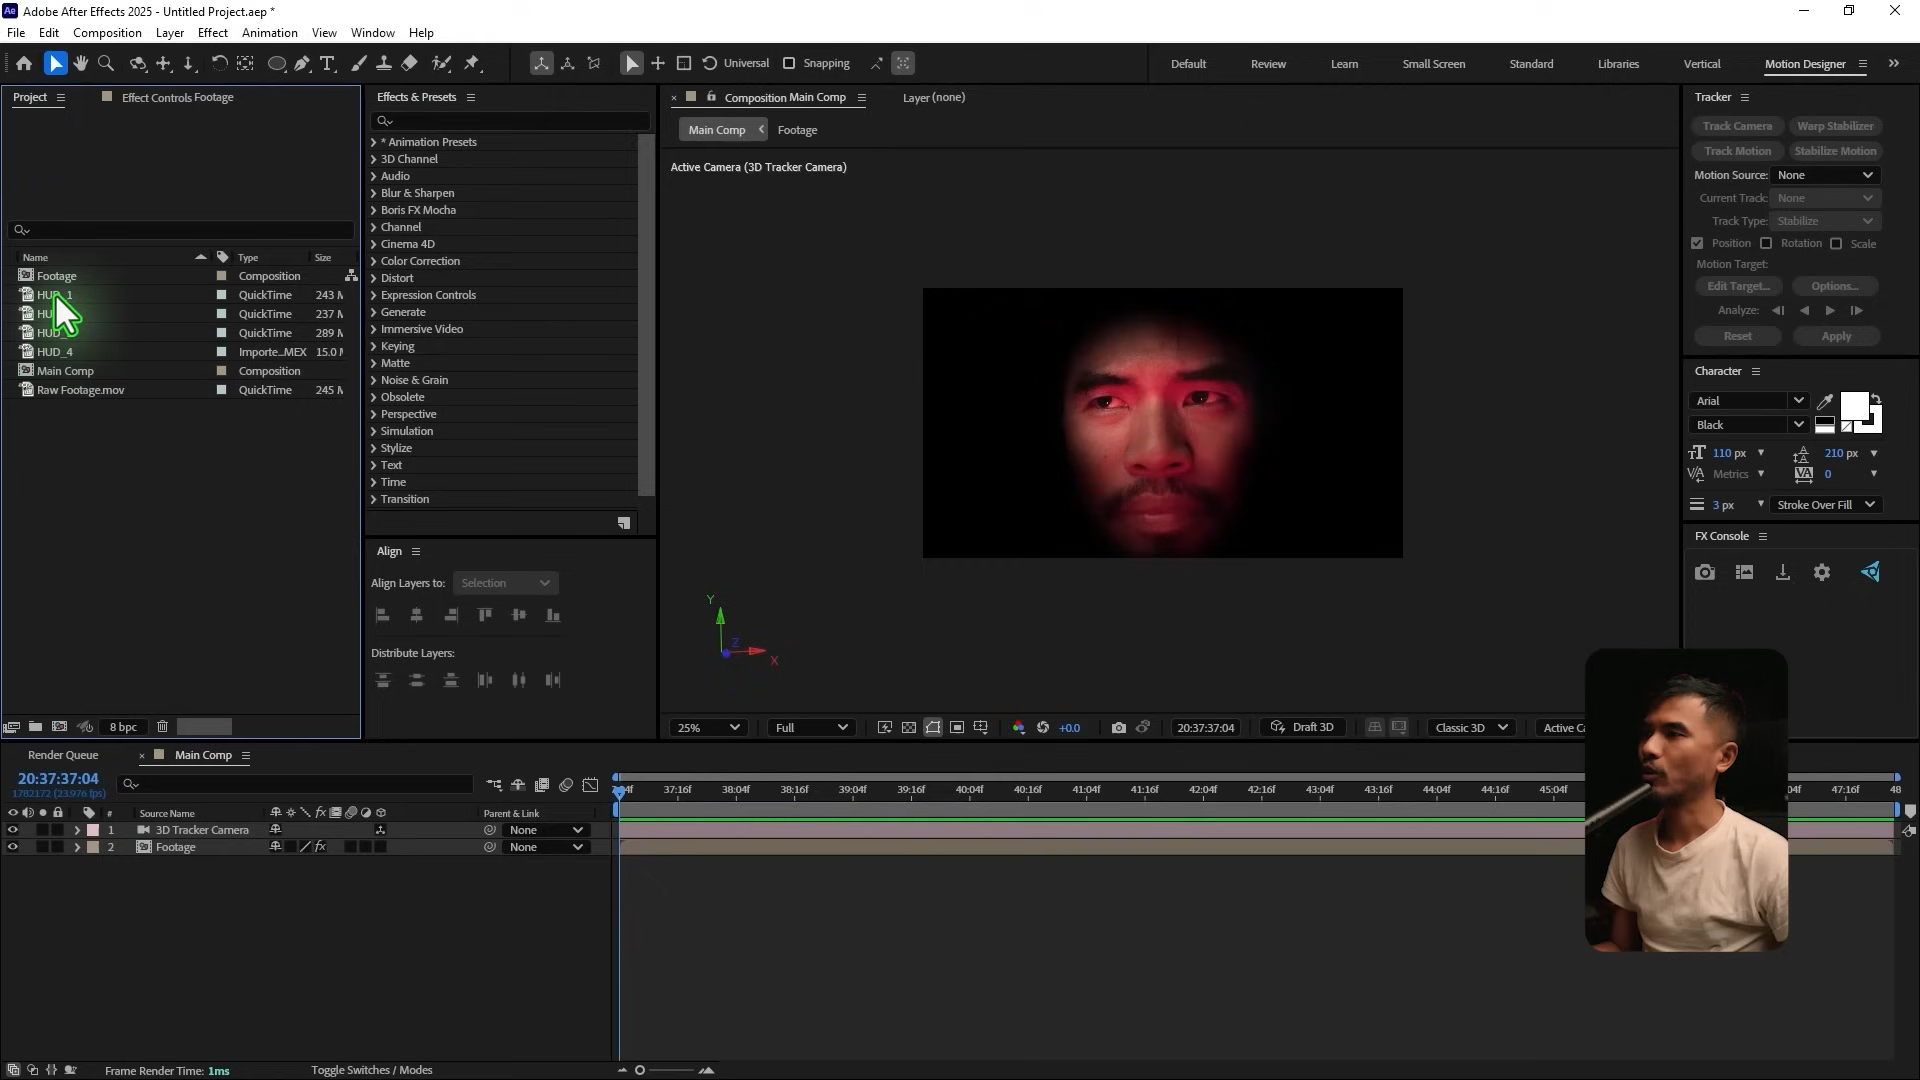 Ae Adobe After Effects 2025 - Untitled Project.aep *
File Edit Composition Layer Effect Animation View Window Help
Universal Snapping
Default Review Learn Small Screen Standard Libraries Vertical Motion Designer
Project Effect Controls Footage
Name Type Size
Footage Composition
HUD_1 QuickTime 243 M
QuickTime 237 M
QuickTime 289 M
HUD_4 Importe...MEX 15.0 M
Main Comp Composition
Raw Footage.mov QuickTime 245 M
8 bpc
Effects & Presets
* Animation Presets
3D Channel
Audio
Blur & Sharpen
Boris FX Mocha
Channel
Cinema 4D
Color Correction
Distort
Expression Controls
Generate
Immersive Video
Keying
Matte
Noise & Grain
Obsolete
Perspective
Simulation
Stylize
Text
Time
Transition
Align
Align Layers to: Selection
Distribute Layers:
Composition Main Comp Layer (none)
Main Comp Footage
Active Camera (3D Tracker Camera)
Y
Z
X
25% Full +0.0 20:37:37:04 Draft 3D Classic 3D
Tracker
Track Camera Warp Stabilizer
Track Motion Stabilize Motion
Motion Source: None
Current Track: None
Track Type: Stabilize
Position Rotation Scale
Motion Target:
Edit Target... Options...
Analyze:
Reset Apply
Character
Arial
Black
110 px 210 px
Metrics 0
3 px Stroke Over Fill
FX Console
Render Queue Main Comp
20:37:37:04
1782172 (23.976 fps)
37:16f 38:04f 38:16f 39:04f 39:16f 40:04f 40:16f 41:04f 41:16f 42:04f 42:16f 43:04f 43:16f 44:04f 44:16f 45:04f 47:16f 48
# Source Name fx Parent & Link
1 3D Tracker Camera None
2 Footage fx None
Frame Render Time: 1ms Toggle Switches / Modes